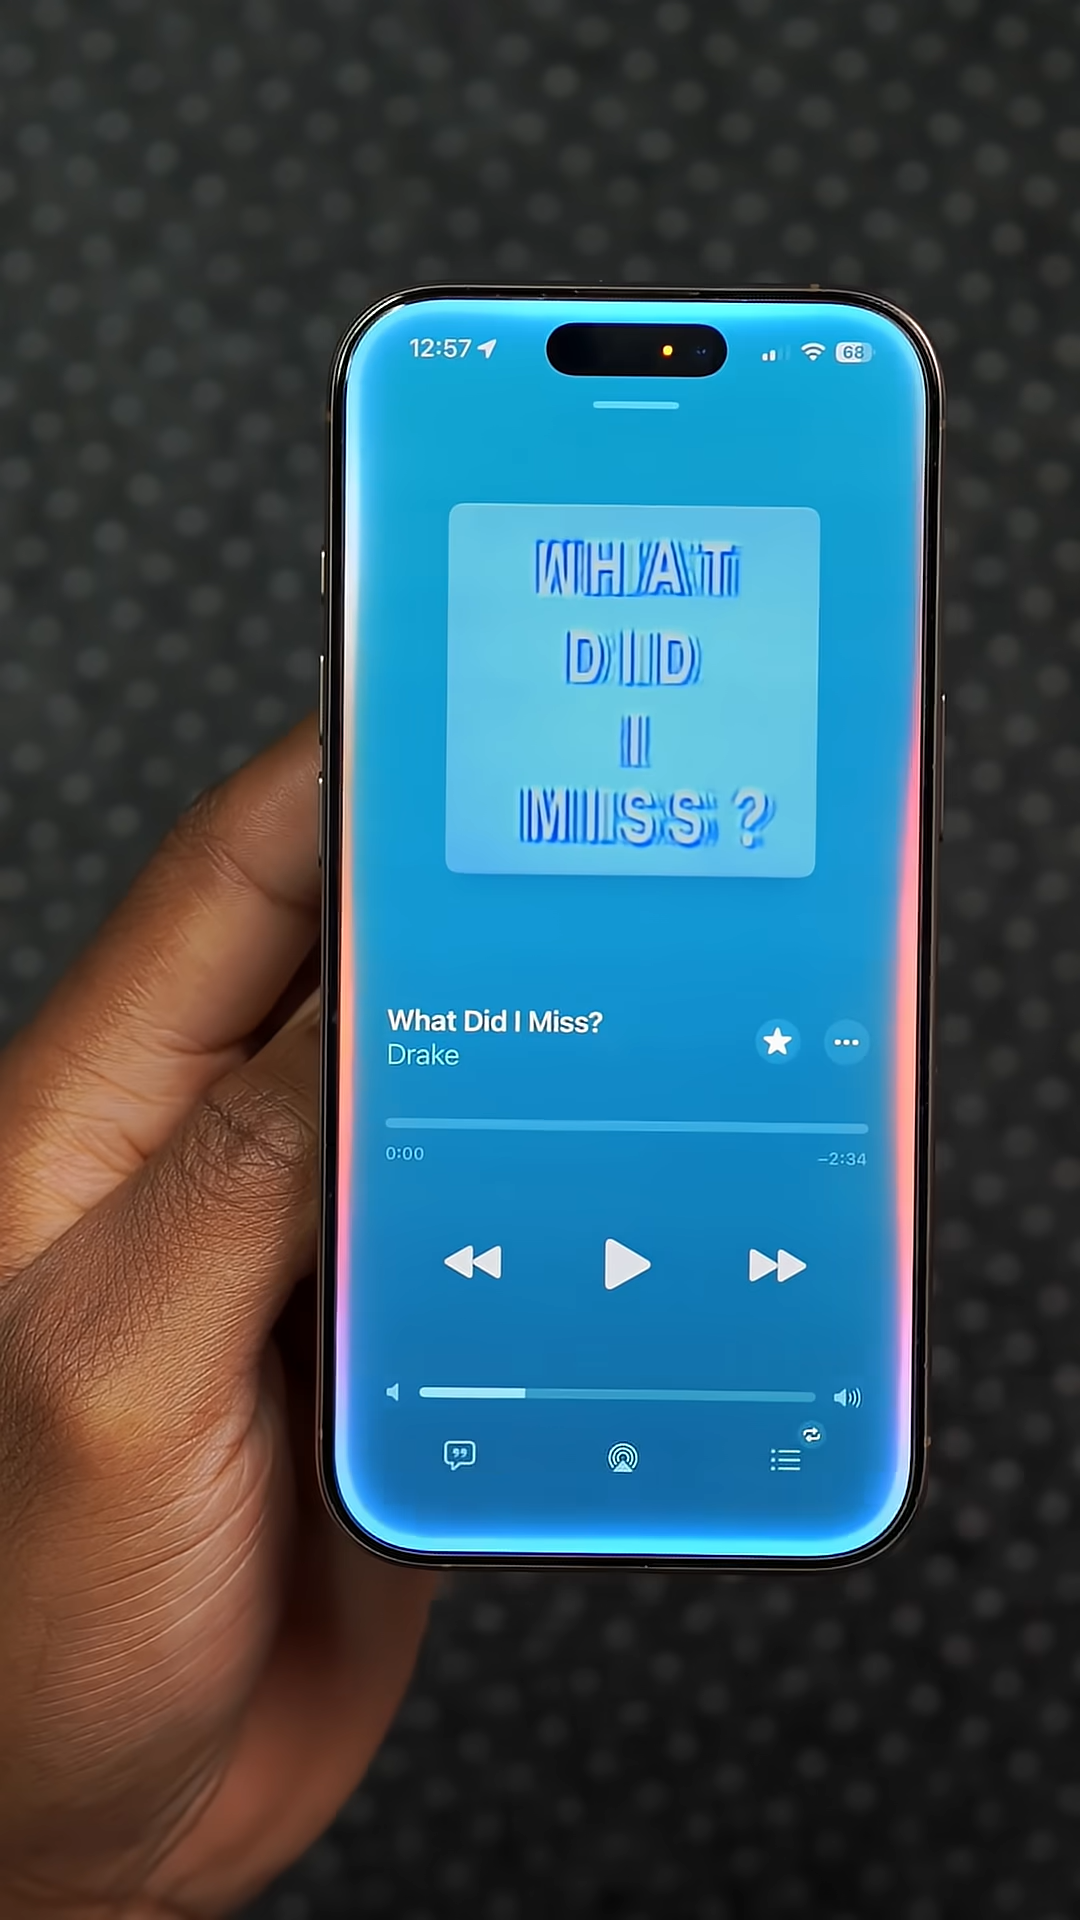 12:57
68
WHAT
DID
I
MISS ?
What Did I Miss?
Drake
0:00
-2:34